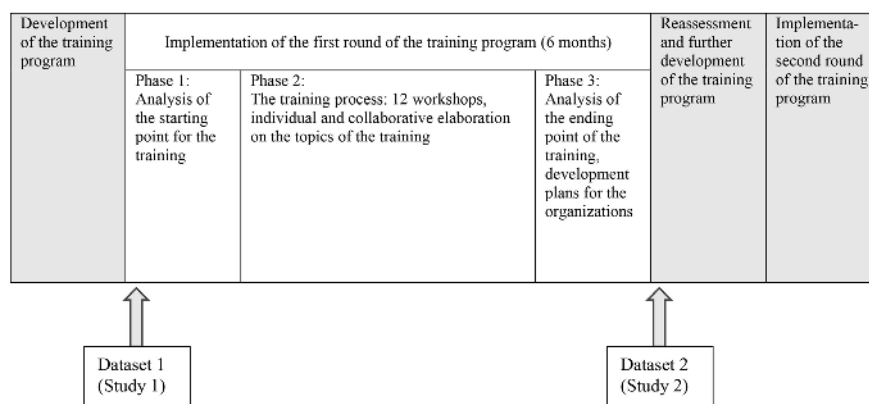 Development
of the training
program
Implementation of the first round of the training program (6 months)
Phase 1:
Analysis of
the starting
point for the
training
Phase 2:
The training process: 12 workshops,
individual and collaborative elaboration
on the topics of the training
Phase 3:
Analysis of
the ending
point of the
training,
development
plans for the
organizations
Reassessment
and further
development
of the training
program
Implementa-
tion of the
second round
of the training
program
Dataset 1
(Study 1)
Dataset 2
(Study 2)